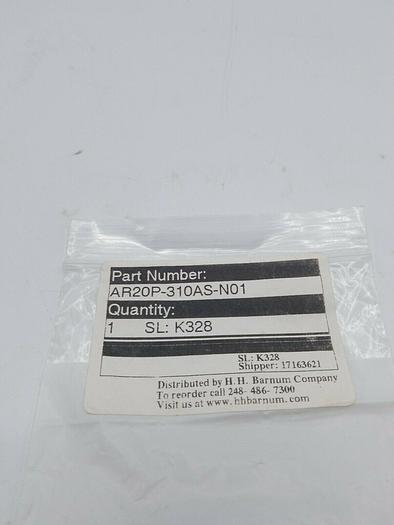 Part Number:
AR20P-310AS-N01
Quantity:
1 SL: K328
SL: K328
Shipper: 17163621
Distributed by H.H. Barnum Company
To reorder call 248- 486- 7300
Visit us at www.hhbarnum.com